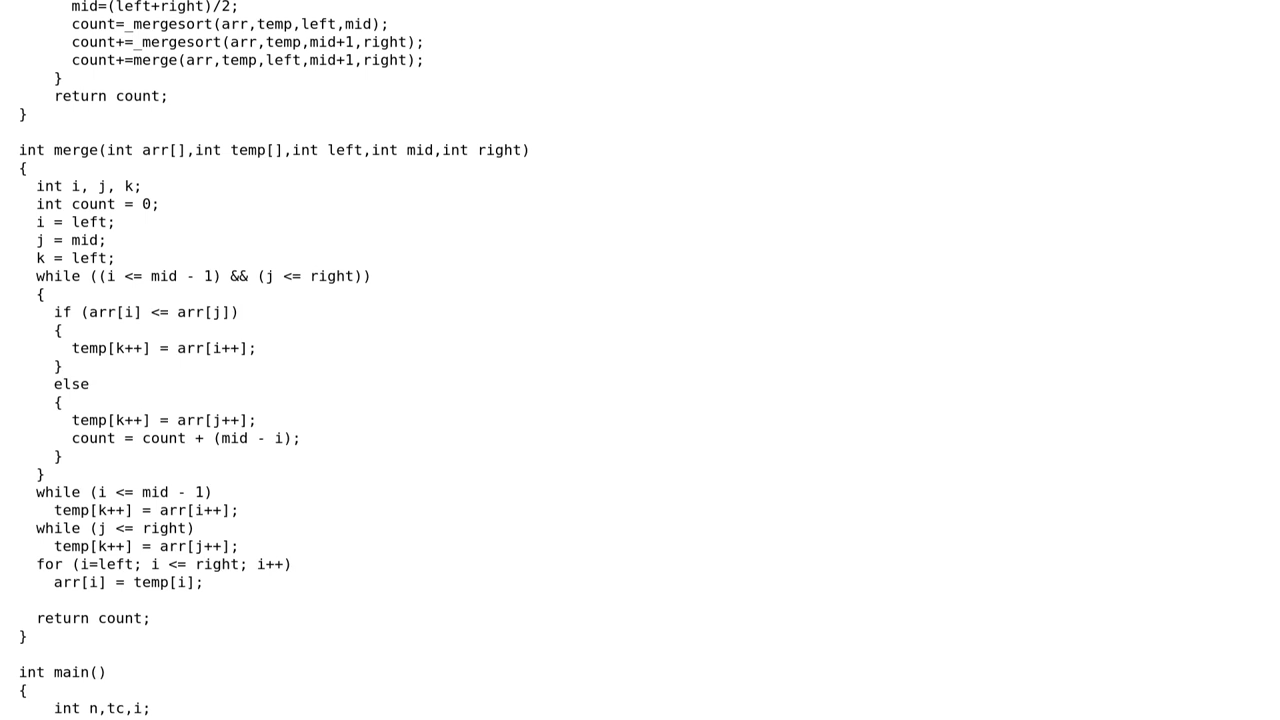 mid=(left+right)/2;
      count=_mergesort(arr,temp,left,mid);
      count+=_mergesort(arr,temp,mid+1,right);
      count+=merge(arr,temp,left,mid+1,right);
    }
    return count;
}

int merge(int arr[],int temp[],int left,int mid,int right)
{
  int i, j, k;
  int count = 0;
  i = left;
  j = mid;
  k = left;
  while ((i <= mid - 1) && (j <= right))
  {
    if (arr[i] <= arr[j])
    {
      temp[k++] = arr[i++];
    }
    else
    {
      temp[k++] = arr[j++];
      count = count + (mid - i);
    }
  }
  while (i <= mid - 1)
    temp[k++] = arr[i++];
  while (j <= right)
    temp[k++] = arr[j++];
  for (i=left; i <= right; i++)
    arr[i] = temp[i];

  return count;
}

int main()
{
    int n,tc,i;